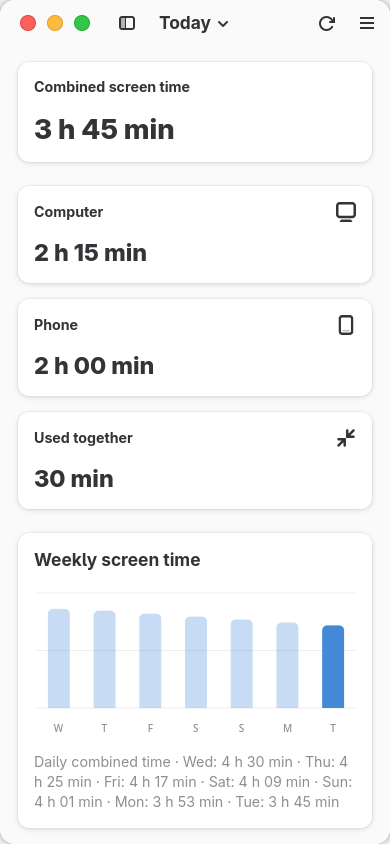 Today
Combined screen time
3 h 45 min
Computer
2 h 15 min
Phone
2 h 00 min
Used together
30 min
Weekly screen time
W T F S S M T
Daily combined time · Wed: 4 h 30 min · Thu: 4
h 25 min · Fri: 4 h 17 min · Sat: 4 h 09 min · Sun:
4 h 01 min · Mon: 3 h 53 min · Tue: 3 h 45 min